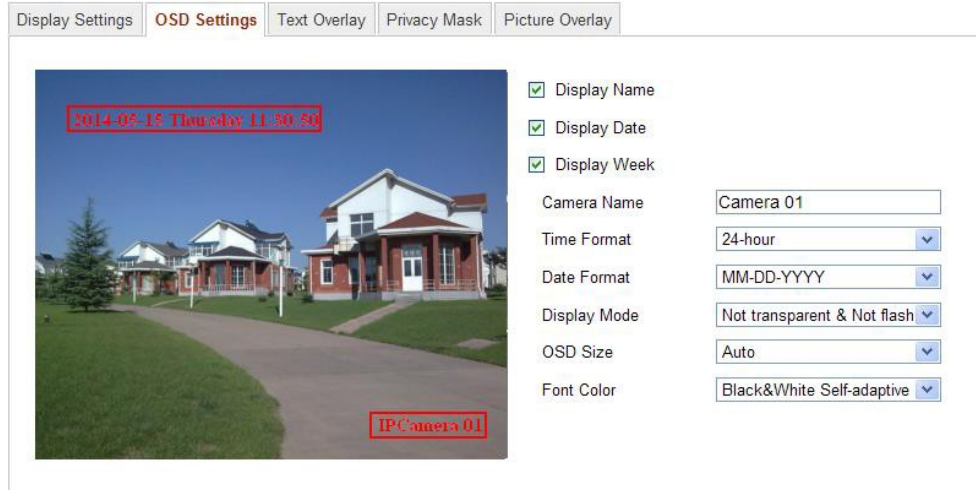 Display Settings
OSD Settings
Text Overlay
Privacy Mask
Picture Overlay
2014-05-15 Thursday 11:30:50
Display Name
Display Date
Display Week
Camera Name Camera 01
Time Format 24-hour
Date Format MM-DD-YYYY
Display Mode Not transparent & Not flash
OSD Size Auto
Font Color Black&White Self-adaptive
IPCamera 01